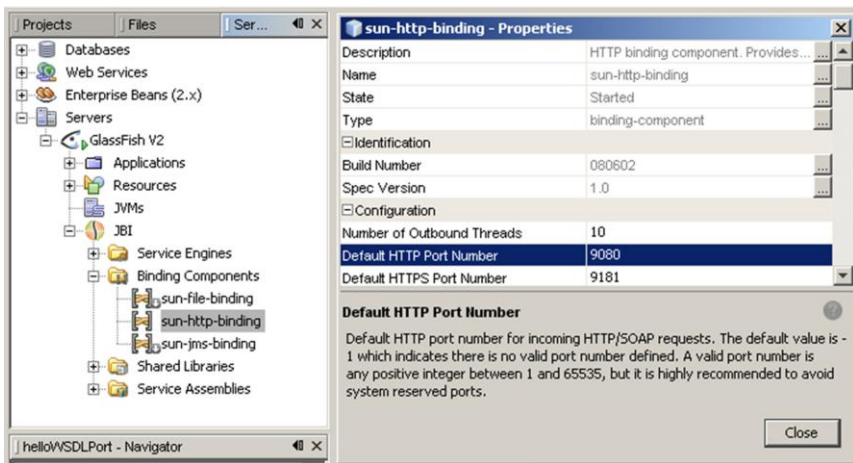 Projects
Files
Ser...
Databases
Web Services
Enterprise Beans (2.x)
Servers
GlassFish V2
Applications
Resources
JVMs
JBI
Service Engines
Binding Components
sun-file-binding
sun-http-binding
sun-jms-binding
Shared Libraries
Service Assemblies
helloWSDLPort - Navigator
sun-http-binding - Properties
Description HTTP binding component. Provides... ...
Name sun-http-binding ...
State Started ...
Type binding-component ...
Identification
Build Number 080602 ...
Spec Version 1.0 ...
Configuration
Number of Outbound Threads 10
Default HTTP Port Number 9080
Default HTTPS Port Number 9181
Default HTTP Port Number
Default HTTP port number for incoming HTTP/SOAP requests. The default value is -
1 which indicates there is no valid port number defined. A valid port number is
any positive integer between 1 and 65535, but it is highly recommended to avoid
system reserved ports.
Close